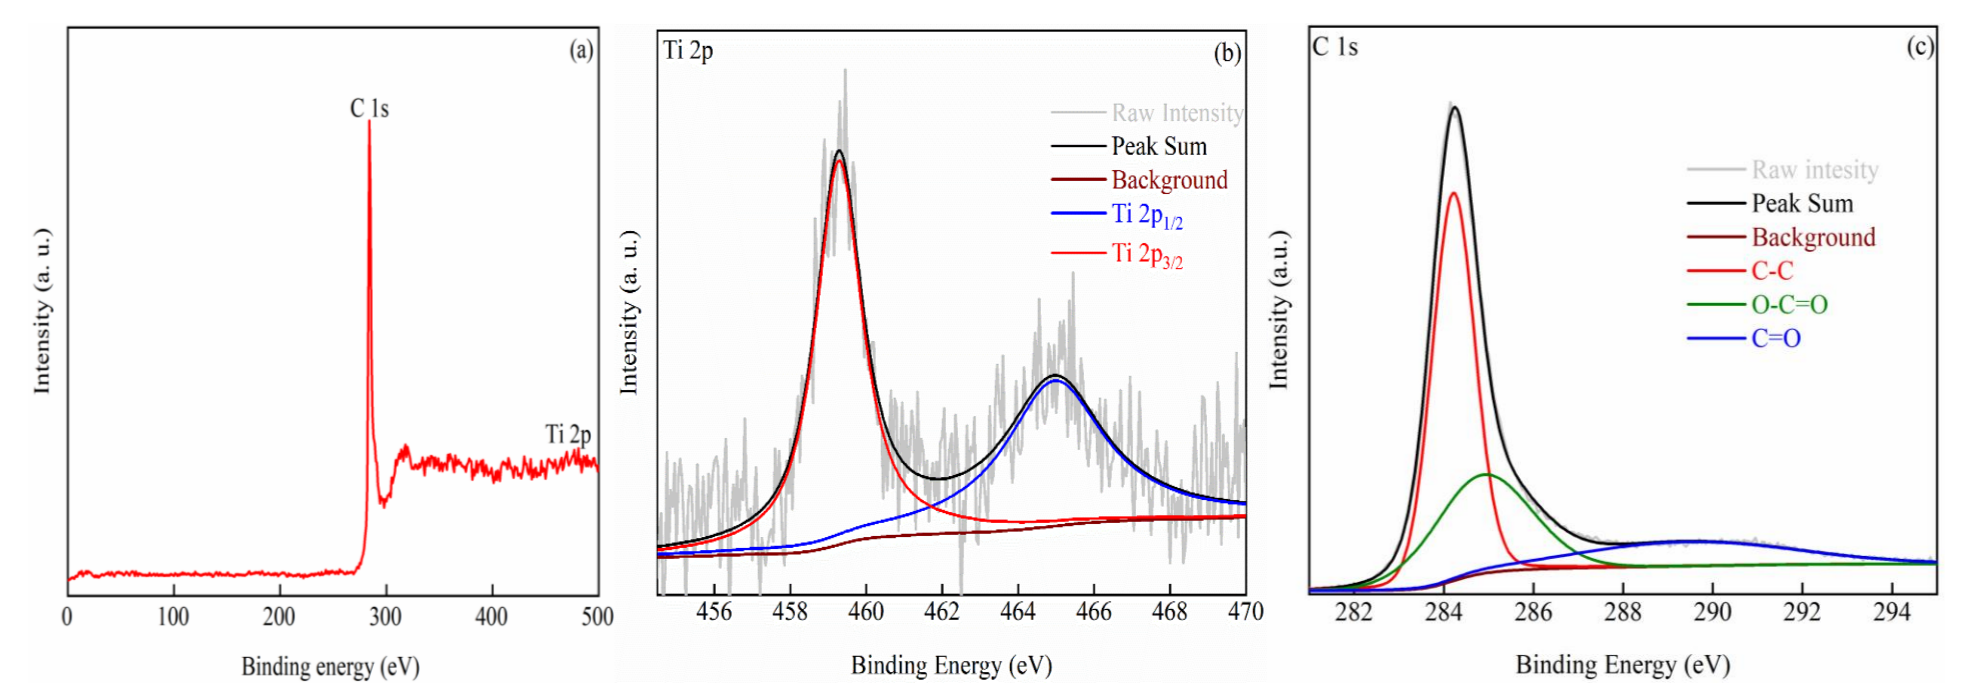 (a)
C 1s
Ti 2p
Intensity (a. u.)
0 100 200 300 400 500
Binding energy (eV)
Ti 2p
(b)
Raw Intensity
Peak Sum
Background
Ti 2p1/2
Ti 2p3/2
Intensity (a. u.)
456 458 460 462 464 466 468 470
Binding Energy (eV)
C 1s
(c)
Raw intesity
Peak Sum
Background
C-C
O-C=O
C=O
Intensity (a.u.)
282 284 286 288 290 292 294
Binding Energy (eV)